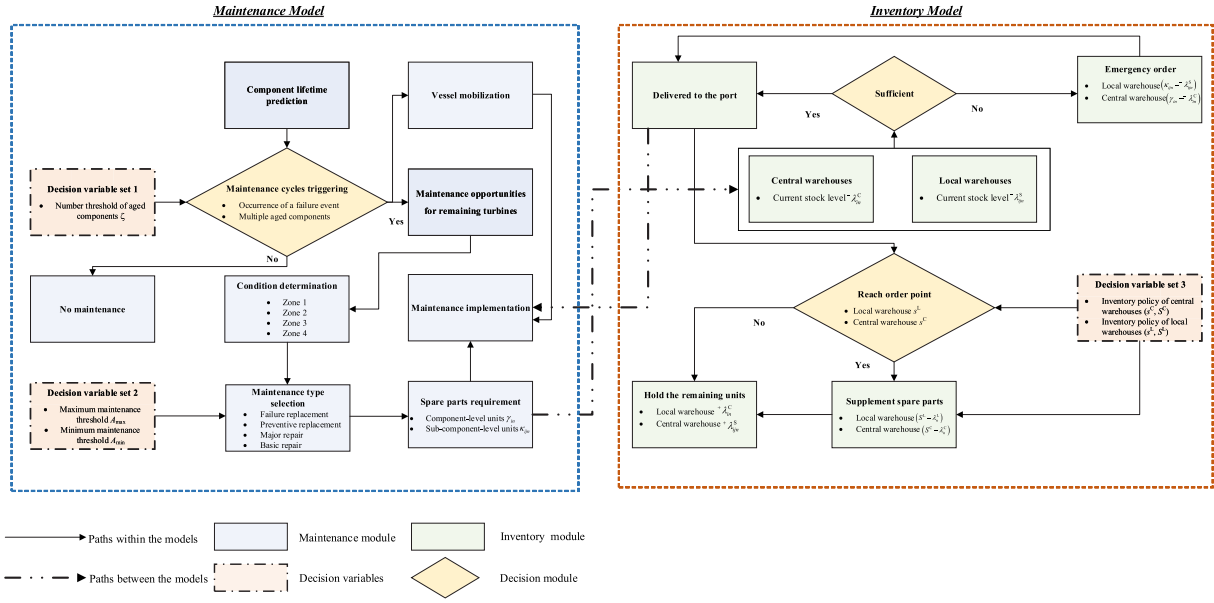 Maintenance Model
Component lifetime
prediction
Vessel mobilization
Decision variable set 1
• Number threshold of aged
components ζ
Maintenance cycles triggering
• Occurrence of a failure event
• Multiple aged components
Yes
No
Maintenance opportunities
for remaining turbines
No maintenance
Condition determination
• Zone 1
• Zone 2
• Zone 3
• Zone 4
Maintenance implementation
Decision variable set 2
• Maximum maintenance
threshold Amax
• Minimum maintenance
threshold Amin
Maintenance type
selection
• Failure replacement
• Preventive replacement
• Major repair
• Basic repair
Spare parts requirement
• Component-level units γ
• Sub-component-level units κ
Inventory Model
Delivered to the port
Sufficient
Yes
No
Emergency order
• Local warehouse
• Central warehouse
Central warehouses
• Current stock level
Local warehouses
• Current stock level
Reach order point
• Local warehouse s^L
• Central warehouse s^C
No
Yes
Decision variable set 3
• Inventory policy of central
warehouses (s^C, S^C)
• Inventory policy of local
warehouses (s^L, S^L)
Hold the remaining units
• Local warehouse
• Central warehouse
Supplement spare parts
• Local warehouse
• Central warehouse
Paths within the models
Maintenance module
Inventory module
Paths between the models
Decision variables
Decision module